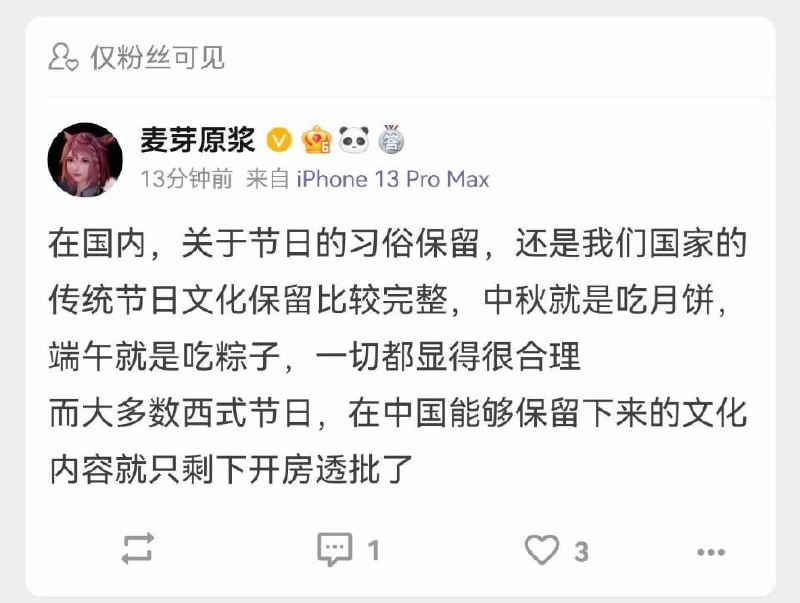 仅粉丝可见
麦芽原浆
13分钟前 来自 iPhone 13 Pro Max
在国内，关于节日的习俗保留，还是我们国家的
传统节日文化保留比较完整，中秋就是吃月饼，
端午就是吃粽子，一切都显得很合理
而大多数西式节日，在中国能够保留下来的文化
内容就只剩下开房透批了
1
3